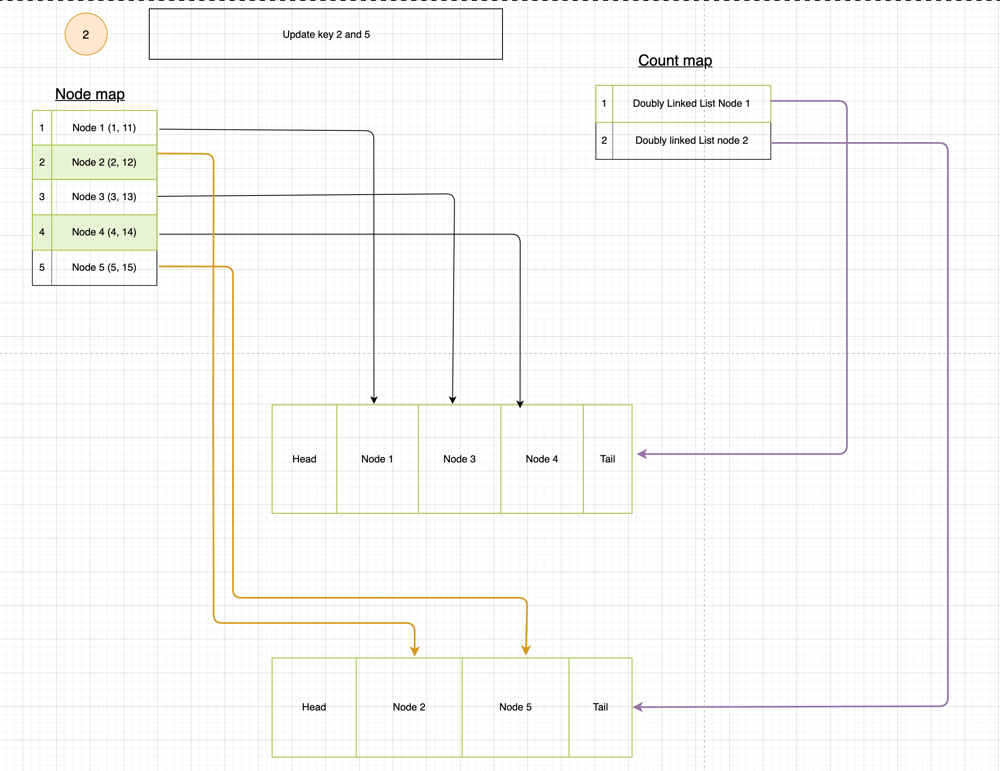 2
Update key 2 and 5
Count map
Node map
1 Doubly Linked List Node 1
2 Doubly linked List node 2
1 Node 1 (1, 11)
2 Node 2 (2, 12)
3 Node 3 (3, 13)
4 Node 4 (4, 14)
5 Node 5 (5, 15)
Head Node 1 Node 3 Node 4 Tail
Head Node 2 Node 5 Tail